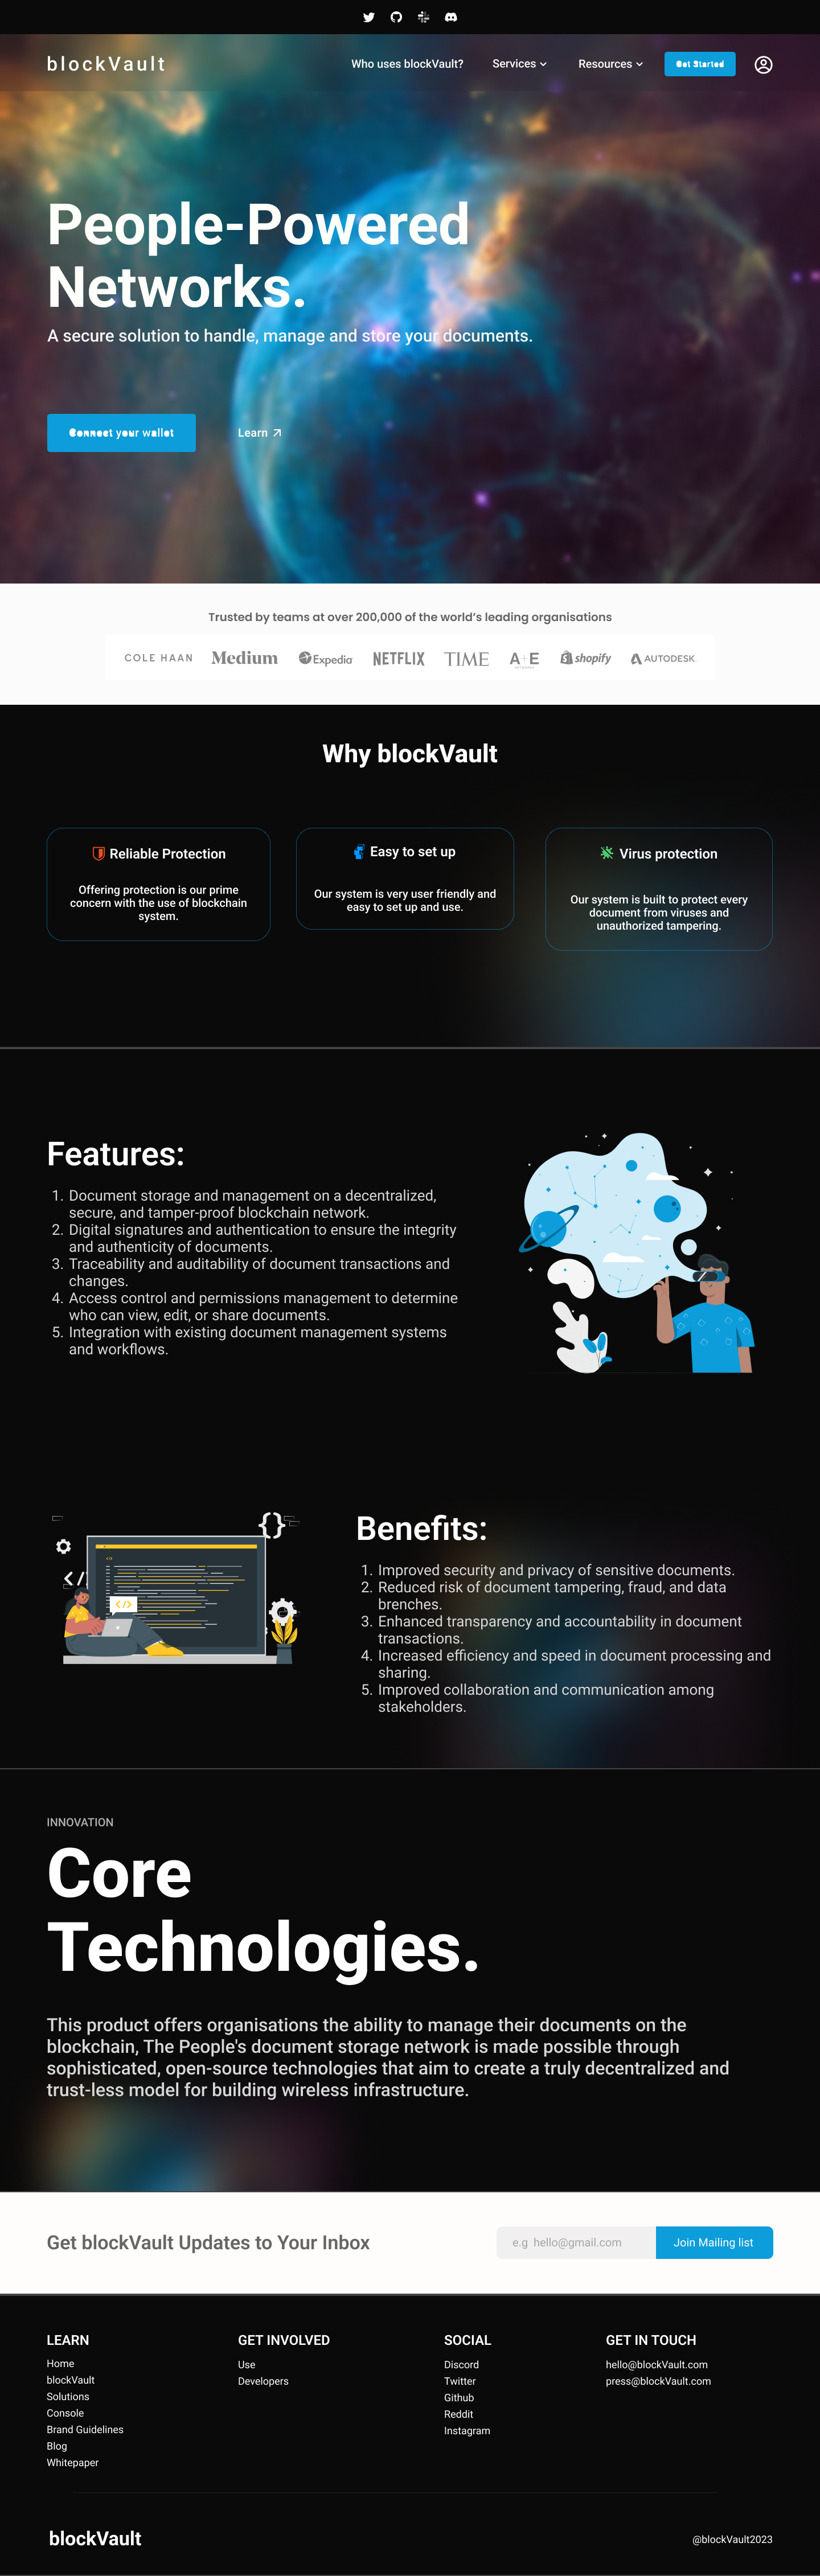 blockVault
Who uses blockVault?
Services
Resources
Get Started
People-Powered
Networks.
A secure solution to handle, manage and store your documents.
Connect your wallet
Learn
Trusted by teams at over 200,000 of the world's leading organisations
COLE HAAN
Medium
Expedia
NETFLIX
TIME
A+E
shopify
AUTODESK
Why blockVault
Reliable Protection
Offering protection is our prime
concern with the use of blockchain
system.
Easy to set up
Our system is very user friendly and
easy to set up and use.
Virus protection
Our system is built to protect every
document from viruses and
unauthorized tampering.
Features:
1. Document storage and management on a decentralized,
secure, and tamper-proof blockchain network.
2. Digital signatures and authentication to ensure the integrity
and authenticity of documents.
3. Traceability and auditability of document transactions and
changes.
4. Access control and permissions management to determine
who can view, edit, or share documents.
5. Integration with existing document management systems
and workflows.
Benefits:
1. Improved security and privacy of sensitive documents.
2. Reduced risk of document tampering, fraud, and data
brenches.
3. Enhanced transparency and accountability in document
transactions.
4. Increased efficiency and speed in document processing and
sharing.
5. Improved collaboration and communication among
stakeholders.
INNOVATION
Core
Technologies.
This product offers organisations the ability to manage their documents on the
blockchain, The People's document storage network is made possible through
sophisticated, open-source technologies that aim to create a truly decentralized and
trust-less model for building wireless infrastructure.
Get blockVault Updates to Your Inbox
e.g hello@gmail.com
Join Mailing list
LEARN
Home
blockVault
Solutions
Console
Brand Guidelines
Blog
Whitepaper
GET INVOLVED
Use
Developers
SOCIAL
Discord
Twitter
Github
Reddit
Instagram
GET IN TOUCH
hello@blockVault.com
press@blockVault.com
blockVault
@blockVault2023